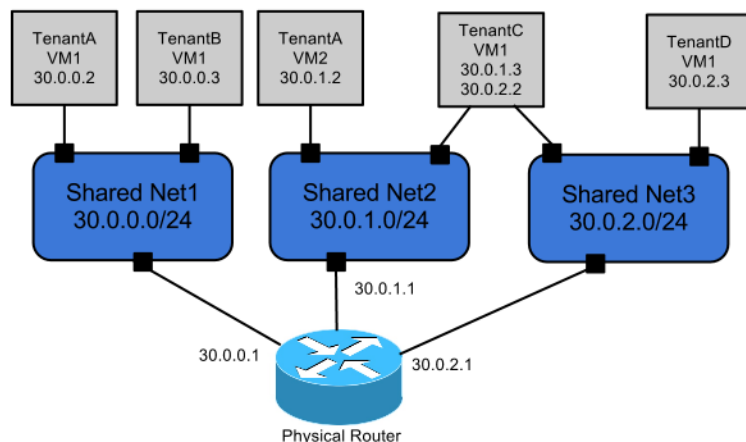 TenantA
VM1
30.0.0.2
TenantB
VM1
30.0.0.3
TenantA
VM2
30.0.1.2
TenantC
VM1
30.0.1.3
30.0.2.2
TenantD
VM1
30.0.2.3
Shared Net1
30.0.0.0/24
Shared Net2
30.0.1.0/24
Shared Net3
30.0.2.0/24
30.0.1.1
30.0.0.1
30.0.2.1
Physical Router